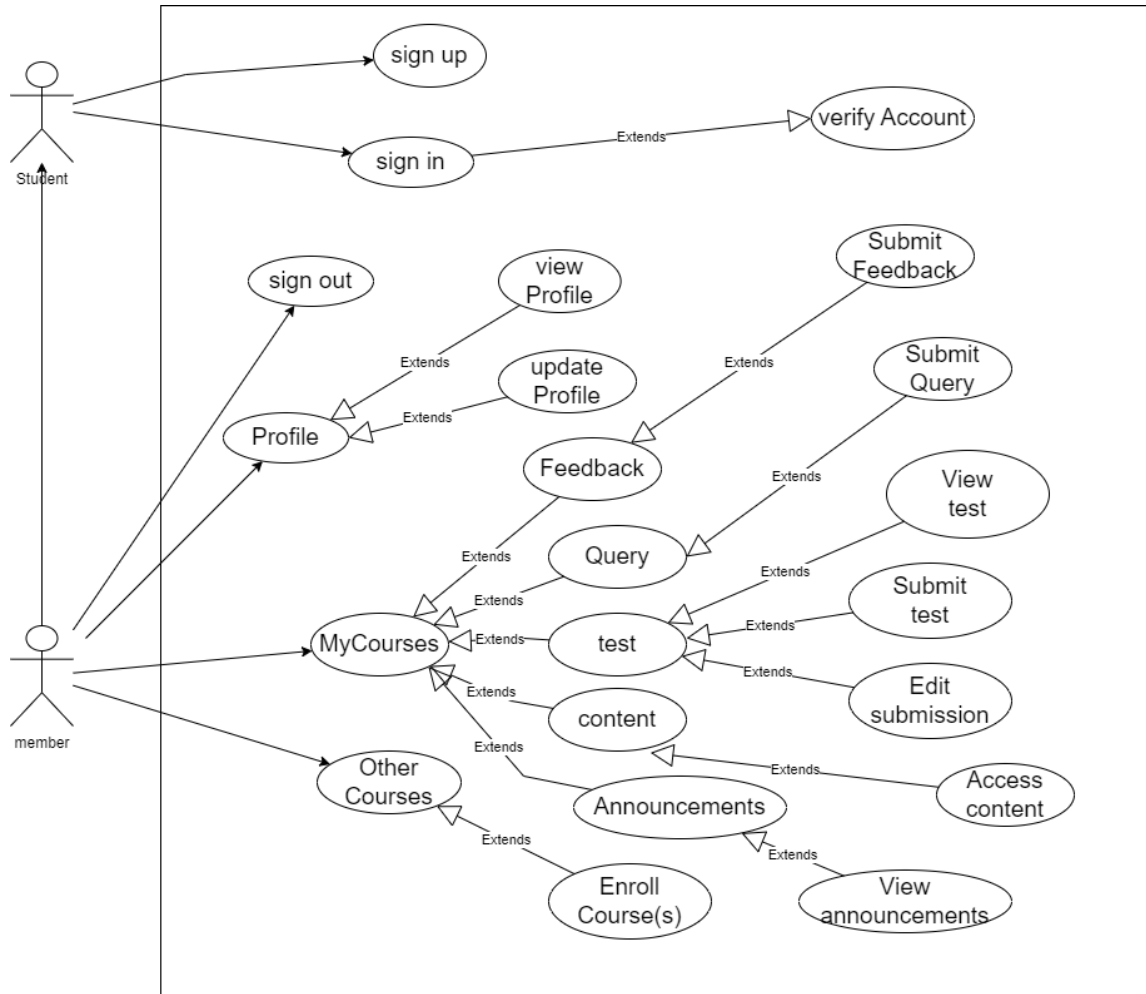 sign up
Student
sign in
Extends
verify Account
sign out
view
Profile
Submit
Feedback
Extends
Extends
update
Profile
Extends
Submit
Query
Profile
Feedback
Extends
View
test
Extends
Query
Extends
Extends
Submit
test
Extends
MyCourses
Extends
test
Extends
Edit
submission
Extends
content
Extends
member
Other
Courses
Extends
Announcements
Extends
Access
content
Extends
Extends
Enroll
Course(s)
View
announcements